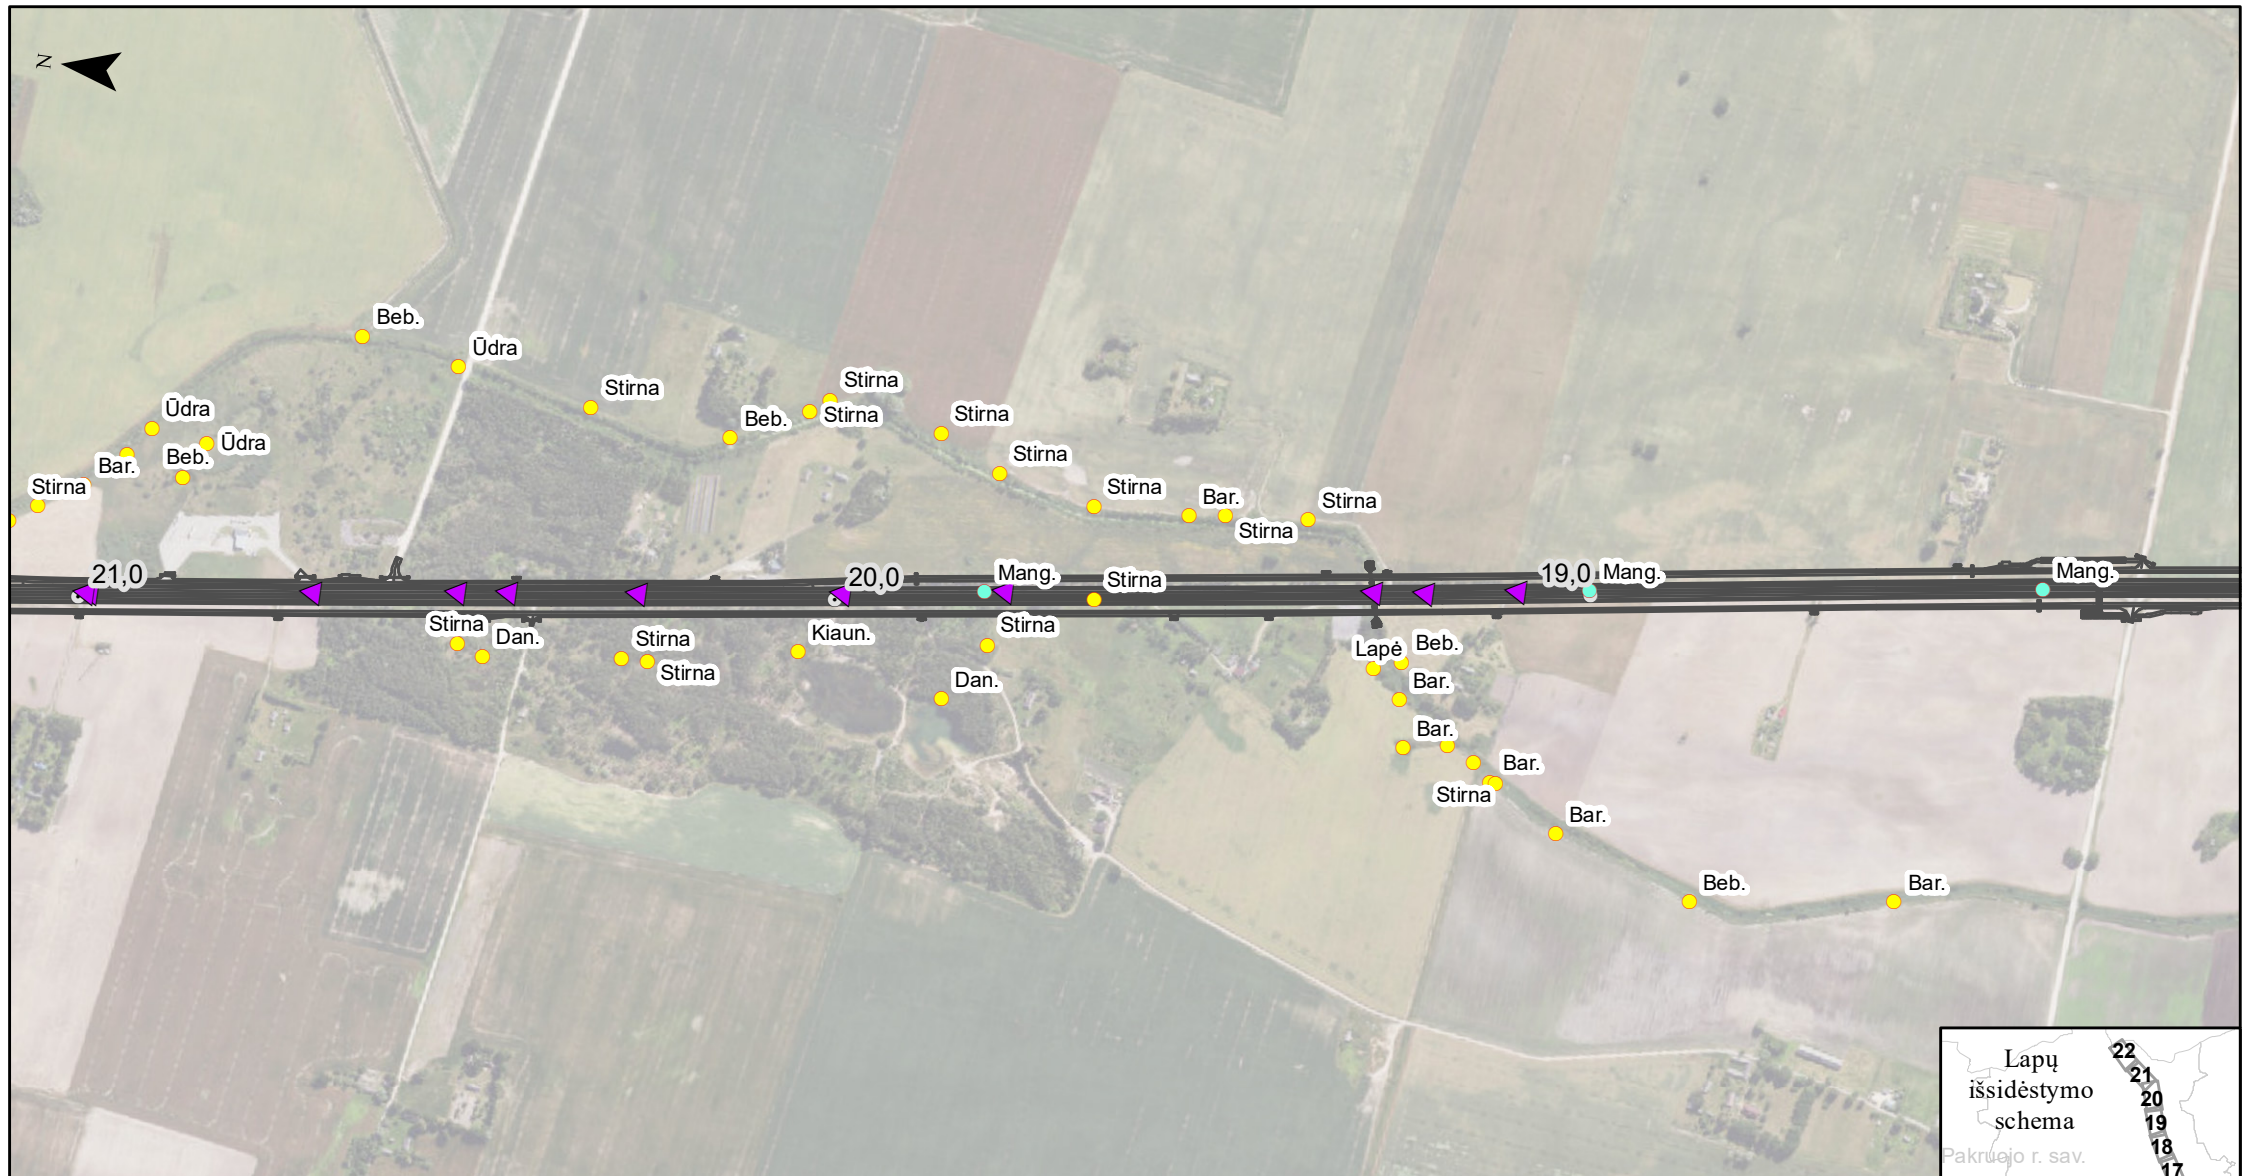 N
Beb.
Ūdra
Stirna
Stirna
Ūdra
Beb.
Stirna
Stirna
Ūdra
Bar.
Beb.
Stirna
Stirna
Stirna
Bar.
Stirna
Stirna
21,0
20,0
Mang.
Stirna
19,0
Mang.
Mang.
Stirna
Dan.
Stirna
Stirna
Kiaun.
Stirna
Dan.
Lapė
Beb.
Bar.
Bar.
Bar.
Stirna
Bar.
Beb.
Bar.
Lapų
išsidėstymo
schema
22
21
20
19
18
17
Pakruojo r. sav.